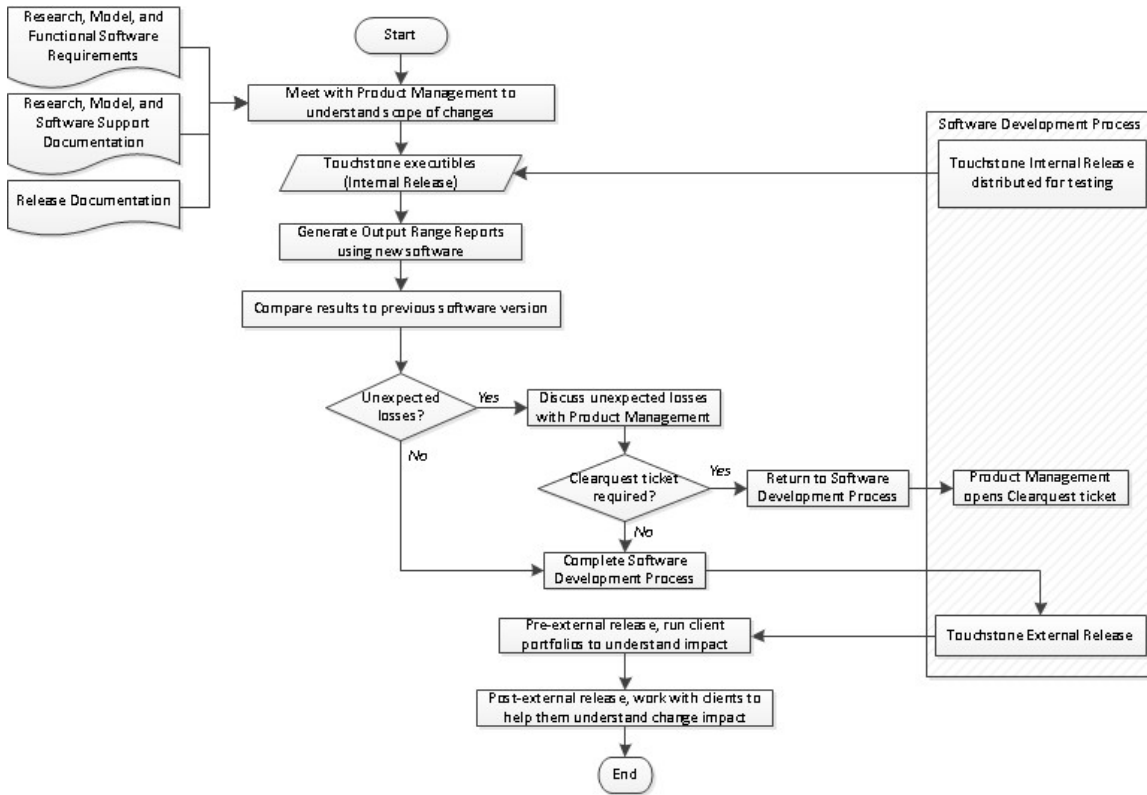 Research, Model, and
Functional Software
Requirements
Research, Model, and
Software Support
Documentation
Release Documentation
Start
Meet with Product Management to
understand scope of changes
Touchstone executibles
(Internal Release)
Generate Output Range Reports
using new software
Compare results to previous software version
Unexpected
losses?
Yes
No
Discuss unexpected losses
with Product Management
Clearquest ticket
required?
Yes
No
Return to Software
Development Process
Complete Software
Development Process
Software Development Process
Touchstone Internal Release
distributed for testing
Product Management
opens Clearquest ticket
Touchstone External Release
Pre-external release, run client
portfolios to understand impact
Post-external release, work with clients to
help them understand change impact
End